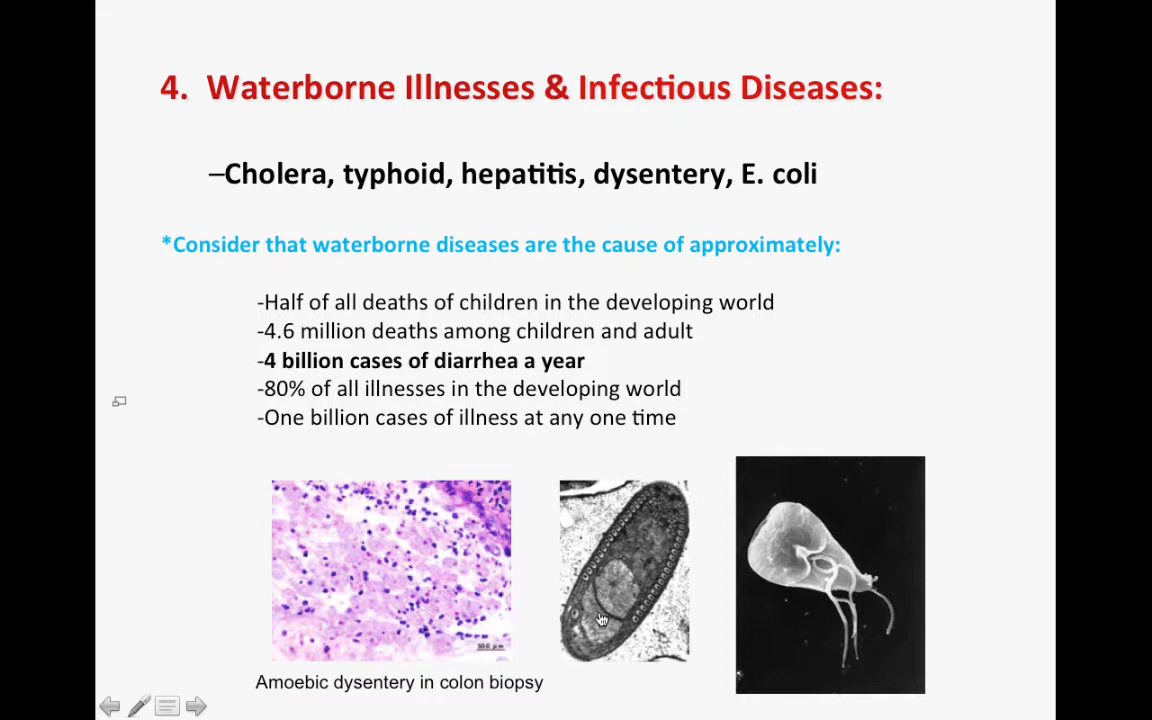 4. Waterborne Illnesses & Infectious Diseases:
–Cholera, typhoid, hepatitis, dysentery, E. coli
*Consider that waterborne diseases are the cause of approximately:
-Half of all deaths of children in the developing world
-4.6 million deaths among children and adult
-4 billion cases of diarrhea a year
-80% of all illnesses in the developing world
-One billion cases of illness at any one time
Amoebic dysentery in colon biopsy